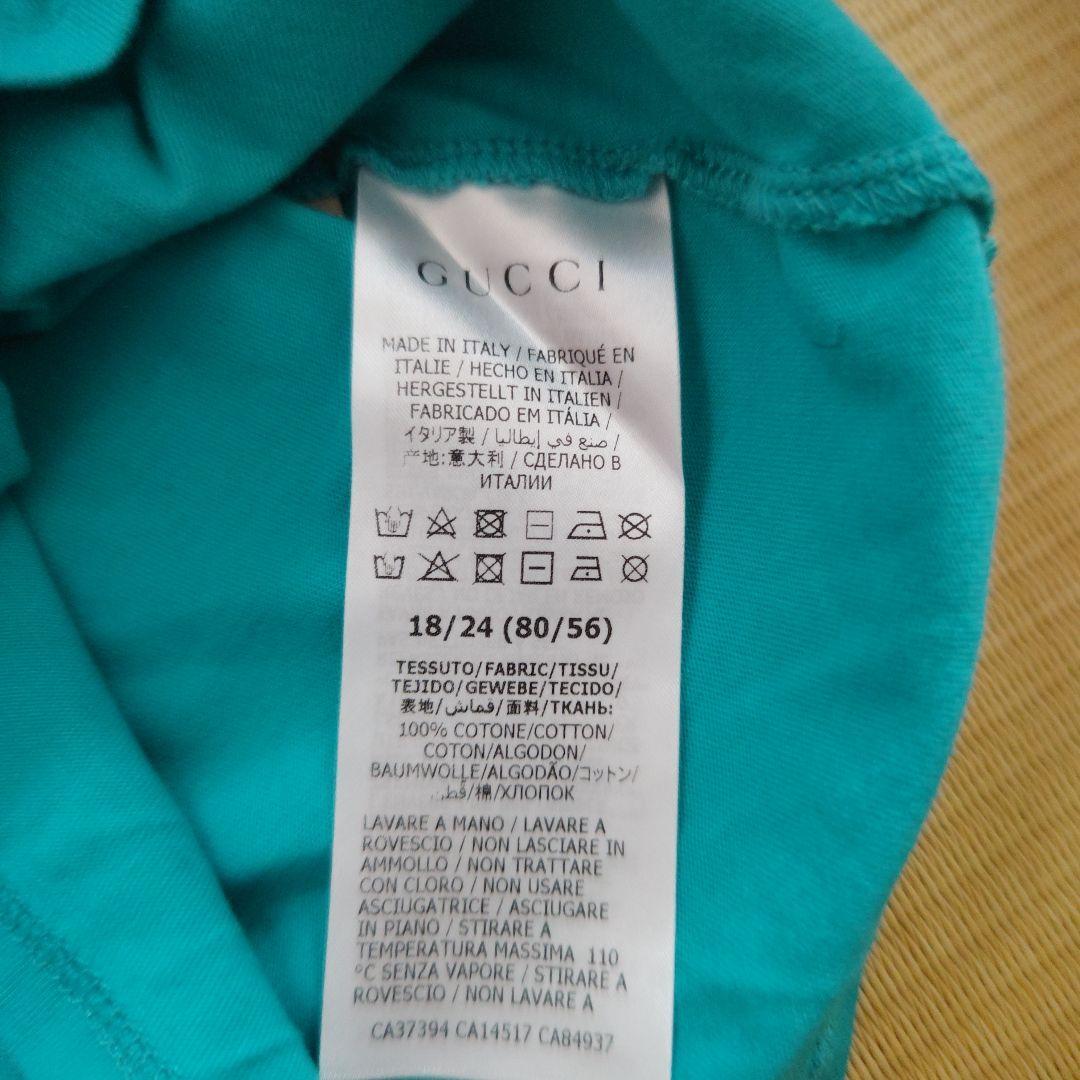 GUCCI
MADE IN ITALY / FABRIQUÉ EN
ITALIE / HECHO EN ITALIA /
HERGESTELLT IN ITALIEN /
FABRICADO EM ITÁLIA /
イタリア製 / صنع في إيطاليا /
产地:意大利 / СДЕЛАНО В
ИТАЛИИ
18/24 (80/56)
TESSUTO/FABRIC/TISSU/
TEJIDO/GEWEBE/TECIDO/
表地/قماش/面料/ТКАНЬ:
100% COTONE/COTTON/
COTON/ALGODON/
BAUMWOLLE/ALGODÃO/コットン/
قطن/棉/ХЛОПОК
LAVARE A MANO / LAVARE A
ROVESCIO / NON LASCIARE IN
AMMOLLO / NON TRATTARE
CON CLORO / NON USARE
ASCIUGATRICE / ASCIUGARE
IN PIANO / STIRARE A
TEMPERATURA MASSIMA 110
°C SENZA VAPORE / STIRARE A
ROVESCIO / NON LAVARE A
CA37394 CA14517 CA84937